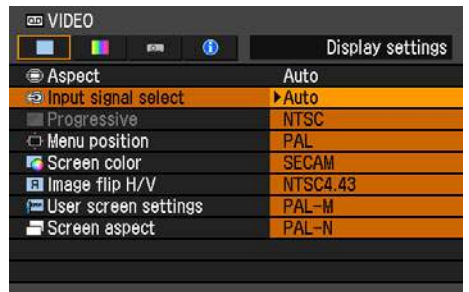 VIDEO
Display settings
Aspect Auto
Input signal select Auto
Progressive NTSC
Menu position PAL
Screen color SECAM
Image flip H/V NTSC4.43
User screen settings PAL-M
Screen aspect PAL-N